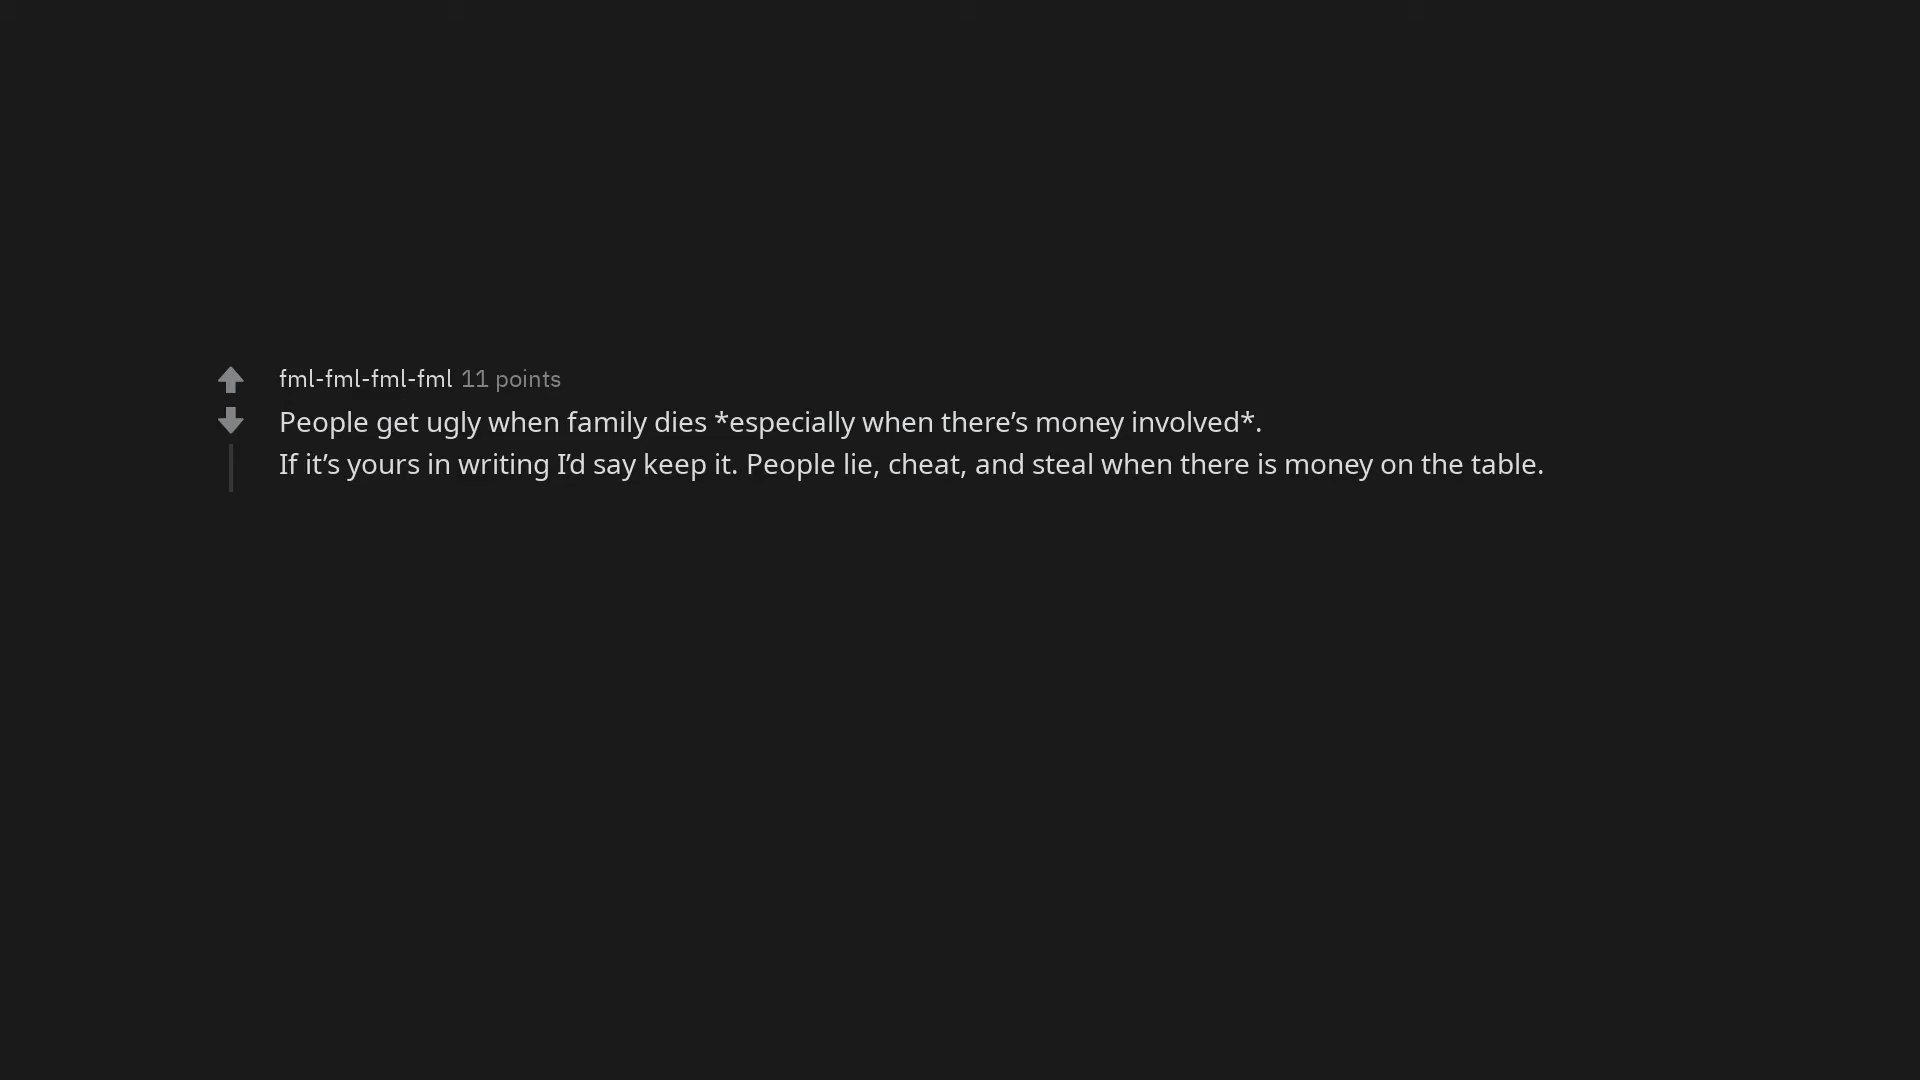 fml-fml-fml-fml 11 points
People get ugly when family dies *especially when there’s money involved*.
If it’s yours in writing I’d say keep it. People lie, cheat, and steal when there is money on the table.